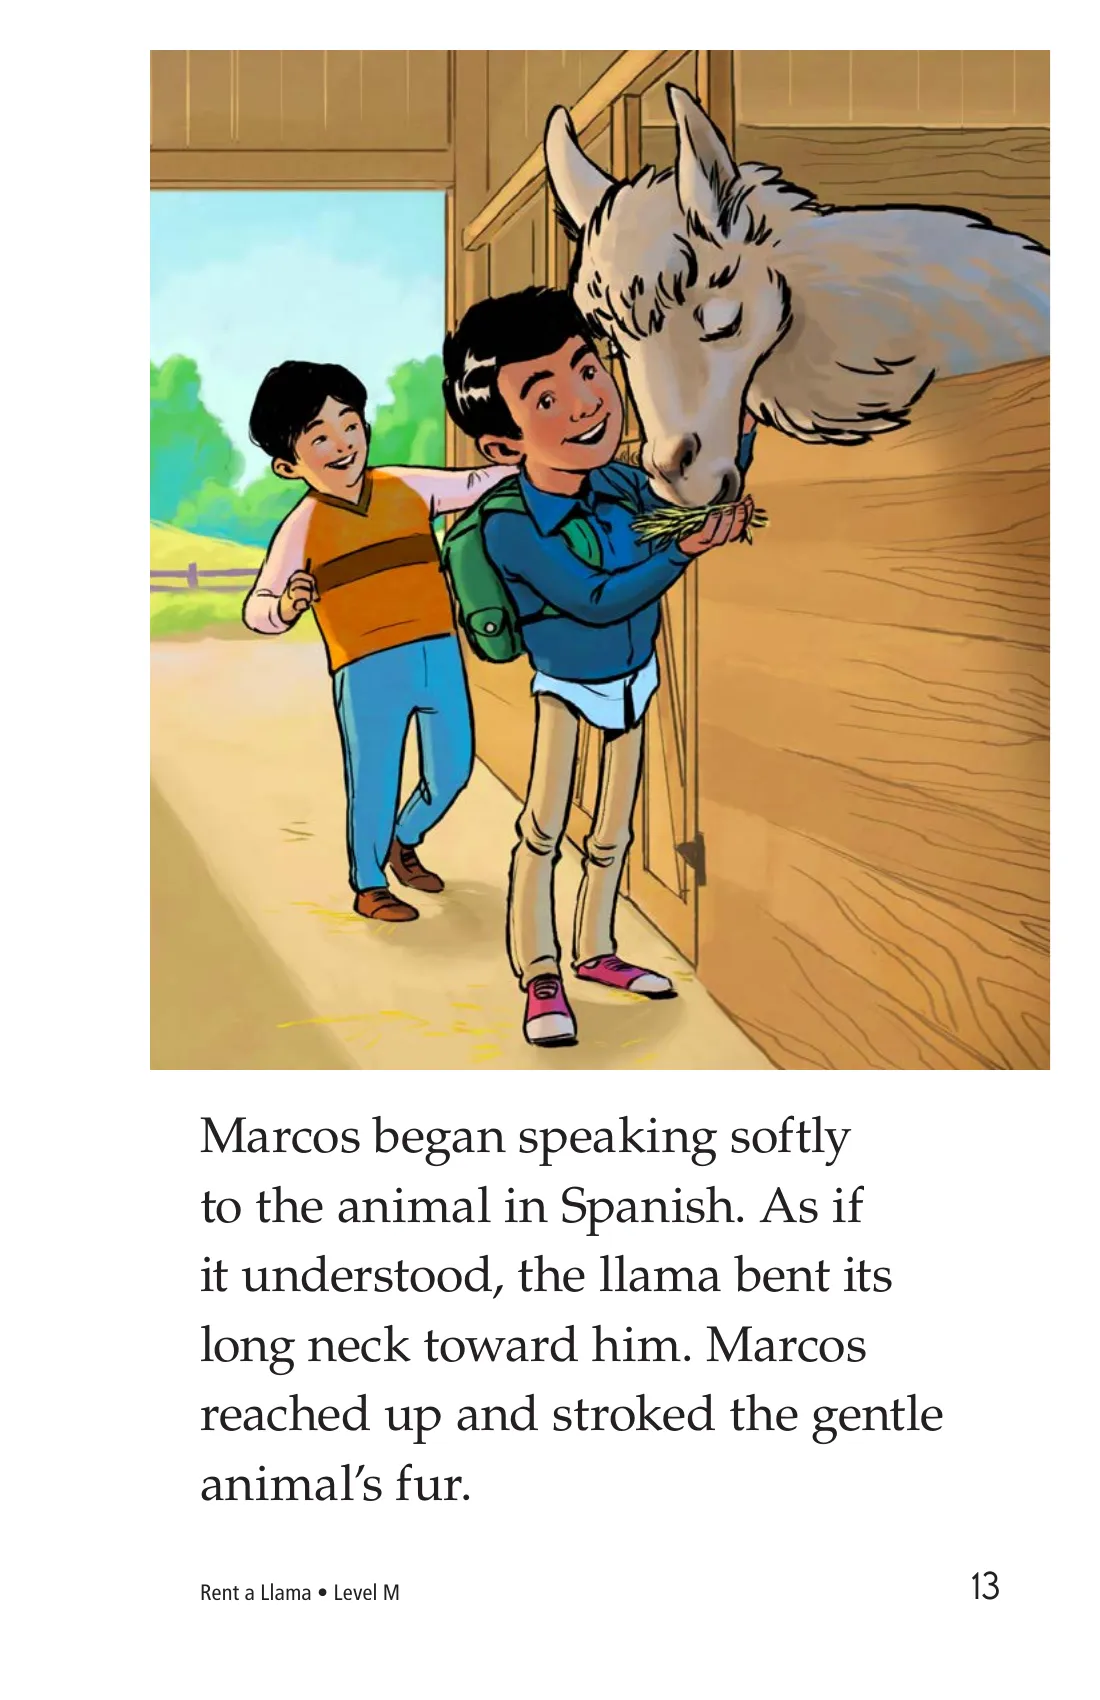 Marcos began speaking softly
to the animal in Spanish. As if
it understood, the llama bent its
long neck toward him. Marcos
reached up and stroked the gentle
animal’s fur.
Rent a Llama • Level M
13